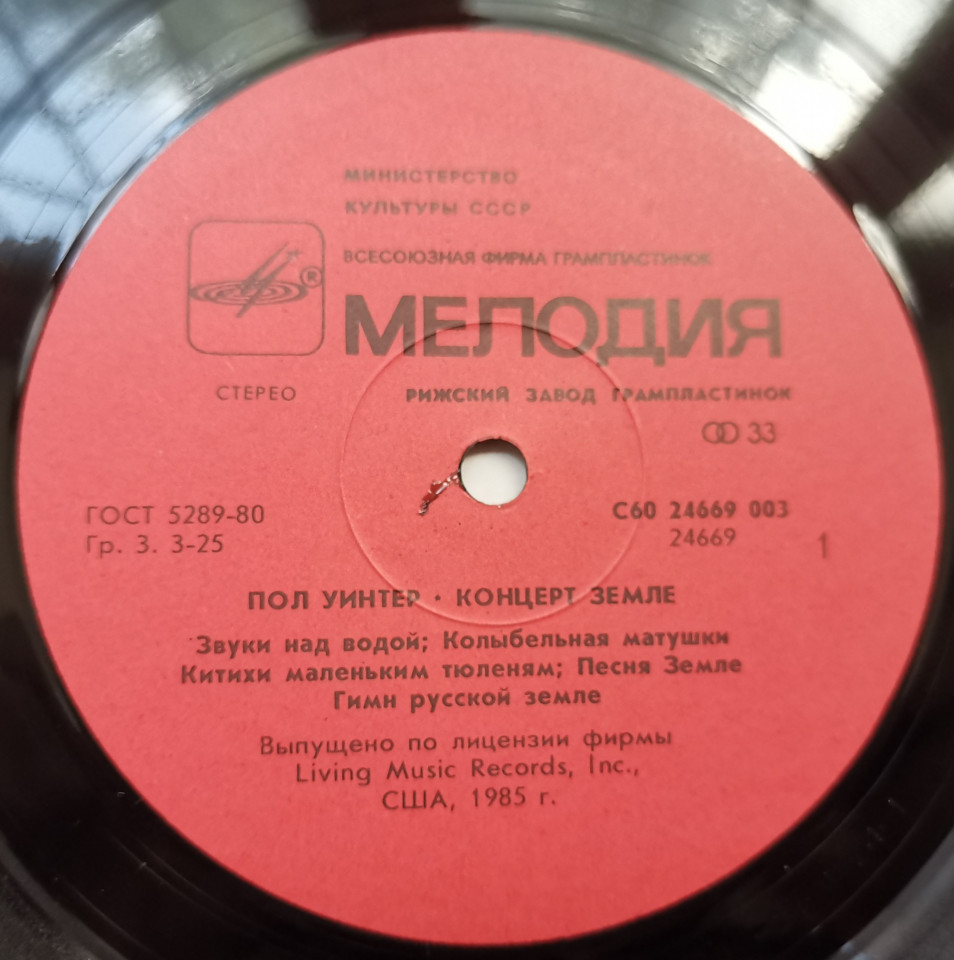 МИНИСТЕРСТВО
КУЛЬТУРЫ СССР
ВСЕСОЮЗНАЯ ФИРМА ГРАМПЛАСТИНОК
®
МЕЛОДИЯ
СТЕРЕО
РИЖСКИЙ ЗАВОД ГРАМПЛАСТИНОК
33
ГОСТ 5289-80
Гр. 3. 3-25
С60 24669 003
24669
1
ПОЛ УИНТЕР · КОНЦЕРТ ЗЕМЛЕ
Звуки над водой; Колыбельная матушки
Китихи маленьким тюленям; Песня Земле
Гимн русской земле
Выпущено по лицензии фирмы
Living Music Records, Inc.,
США, 1985 г.